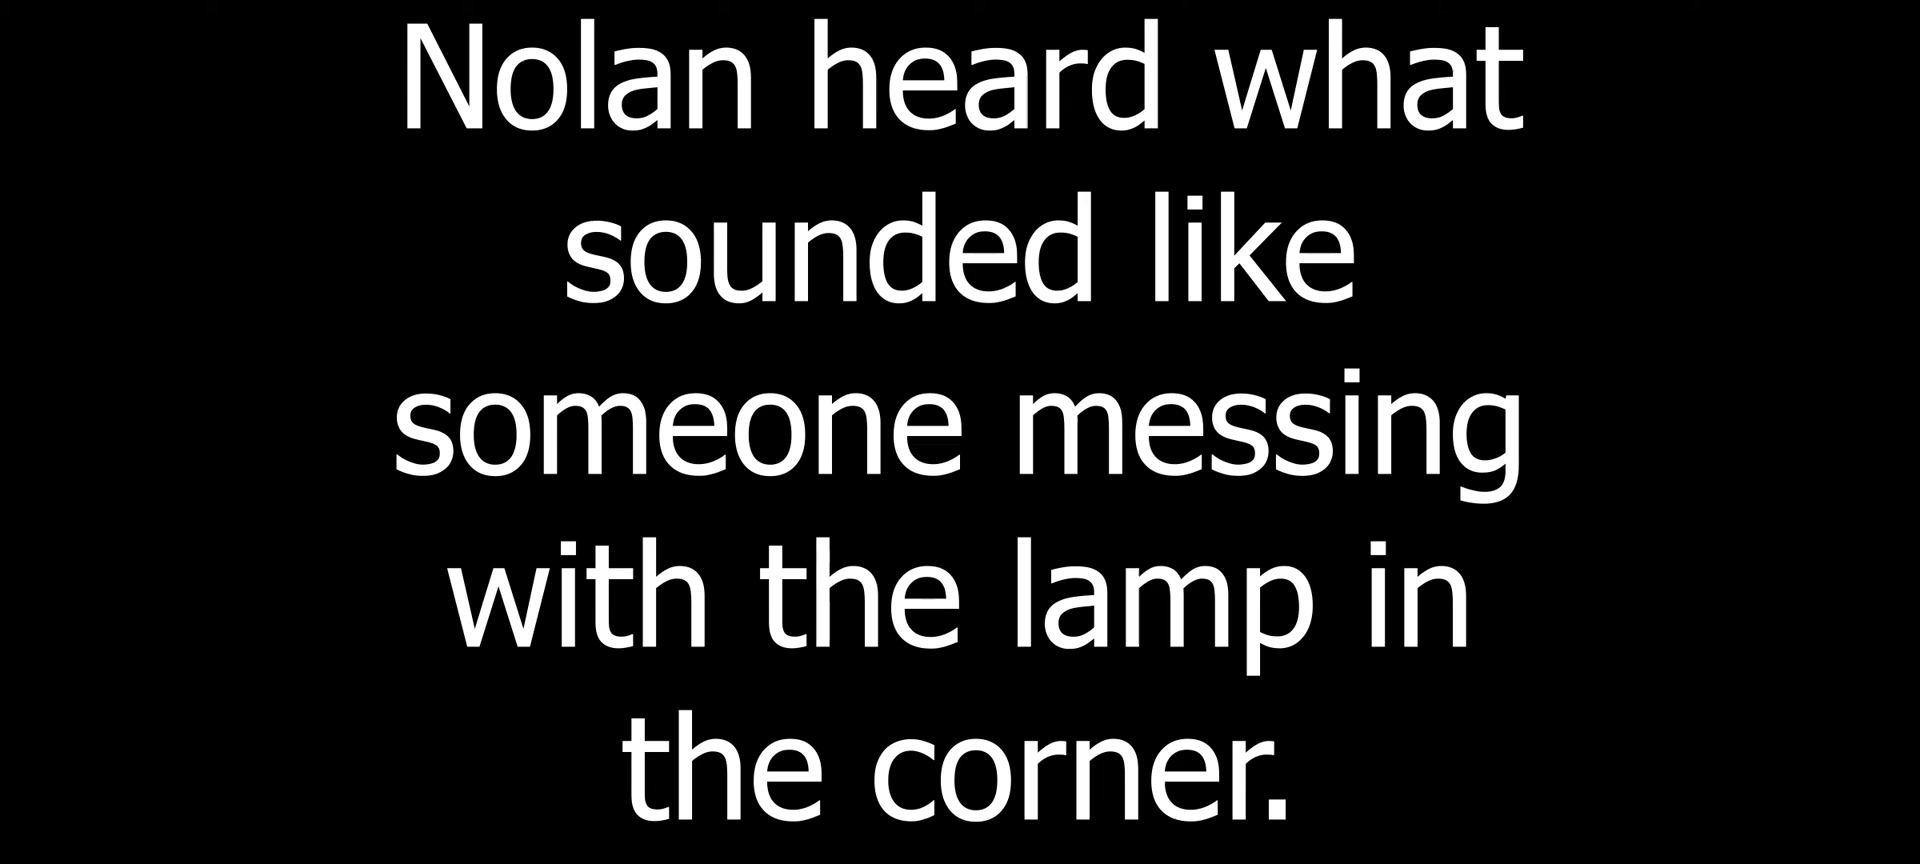 Nolan heard what
sounded like
someone messing
with the lamp in
the corner.